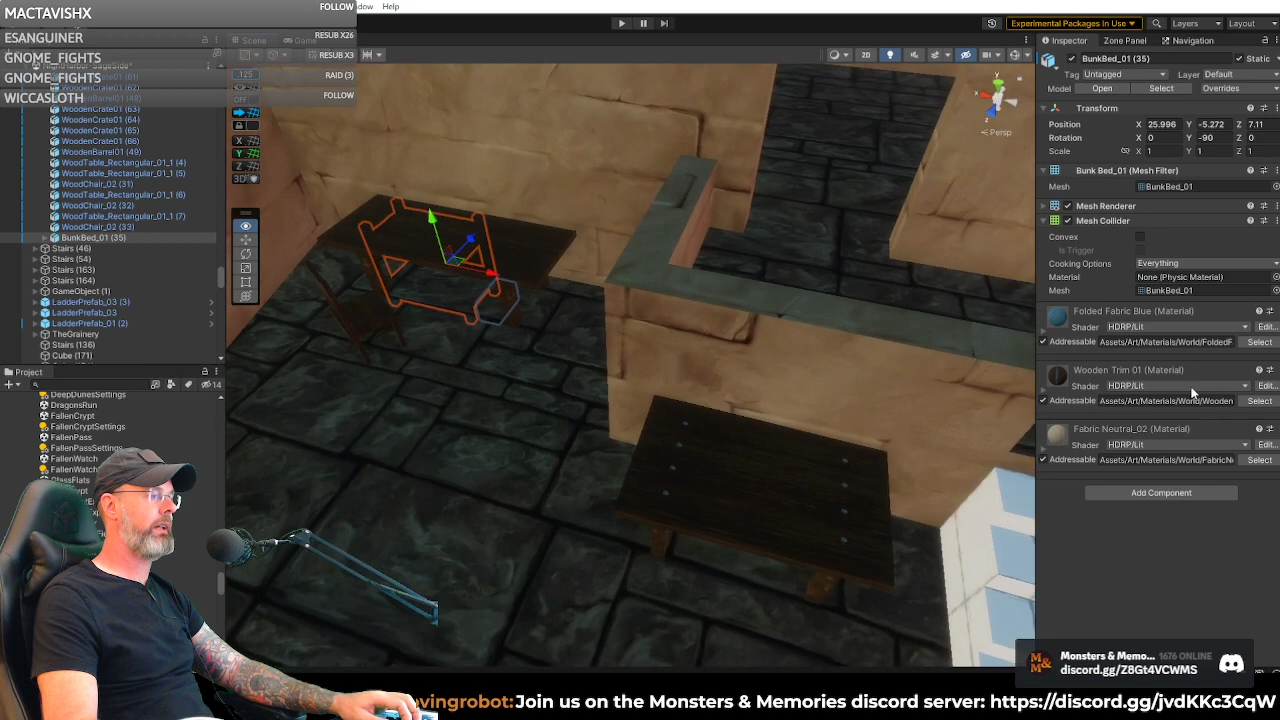 MACTAVISHX
FOLLOW
ESANGUINER
RESUB X26
GNOME_FIGHTS
RESUB X3
GNOME_FIGHTS
RAID (3)
WICCASLOTH
FOLLOW
Help
Experimental Packages In Use
Layers
Layout
Scene
2D
125
OFF
X
Y
Z
3D
Persp
WoodenCrate01 (63)
WoodenCrate01 (64)
WoodenCrate01 (65)
WoodenCrate01 (66)
WoodenBarrel01 (49)
WoodTable_Rectangular_01_1 (4)
WoodTable_Rectangular_01_1 (5)
WoodChair_02 (31)
WoodTable_Rectangular_01_1 (6)
WoodChair_02 (32)
WoodTable_Rectangular_01_1 (7)
WoodChair_02 (33)
BunkBed_01 (35)
Stairs (46)
Stairs (54)
Stairs (163)
Stairs (164)
GameObject (1)
LadderPrefab_03 (3)
LadderPrefab_03
LadderPrefab_01 (2)
TheGrainery
Stairs (136)
Cube (171)
Project
14
DeepDunesSettings
DragonsRun
FallenCrypt
FallenCryptSettings
FallenPass
FallenPassSettings
FallenWatch
FallenWatch
Inspector
Zone Panel
Navigation
BunkBed_01 (35)
Static
Tag
Untagged
Layer
Default
Model
Open
Select
Overrides
Transform
Position
X 25.996
Y -5.272
Z 7.11
Rotation
X 0
Y -90
Z 0
Scale
X 1
Y 1
Z 1
Bunk Bed_01 (Mesh Filter)
Mesh
BunkBed_01
Mesh Renderer
Mesh Collider
Convex
Is Trigger
Cooking Options
Everything
Material
None (Physic Material)
Mesh
BunkBed_01
Folded Fabric Blue (Material)
Shader
HDRP/Lit
Edit...
Addressable
Assets/Art/Materials/World/FoldedF
Select
Wooden Trim 01 (Material)
Shader
HDRP/Lit
Edit...
Addressable
Assets/Art/Materials/World/Wooden
Select
Fabric Neutral_02 (Material)
Shader
HDRP/Lit
Edit...
Addressable
Assets/Art/Materials/World/FabricN
Select
Add Component
Monsters & Memo...
1676 ONLINE
discord.gg/Z8Gt4VCWMS
vingrobot: Join us on the Monsters & Memories discord server: https://discord.gg/jvdKKc3CqW